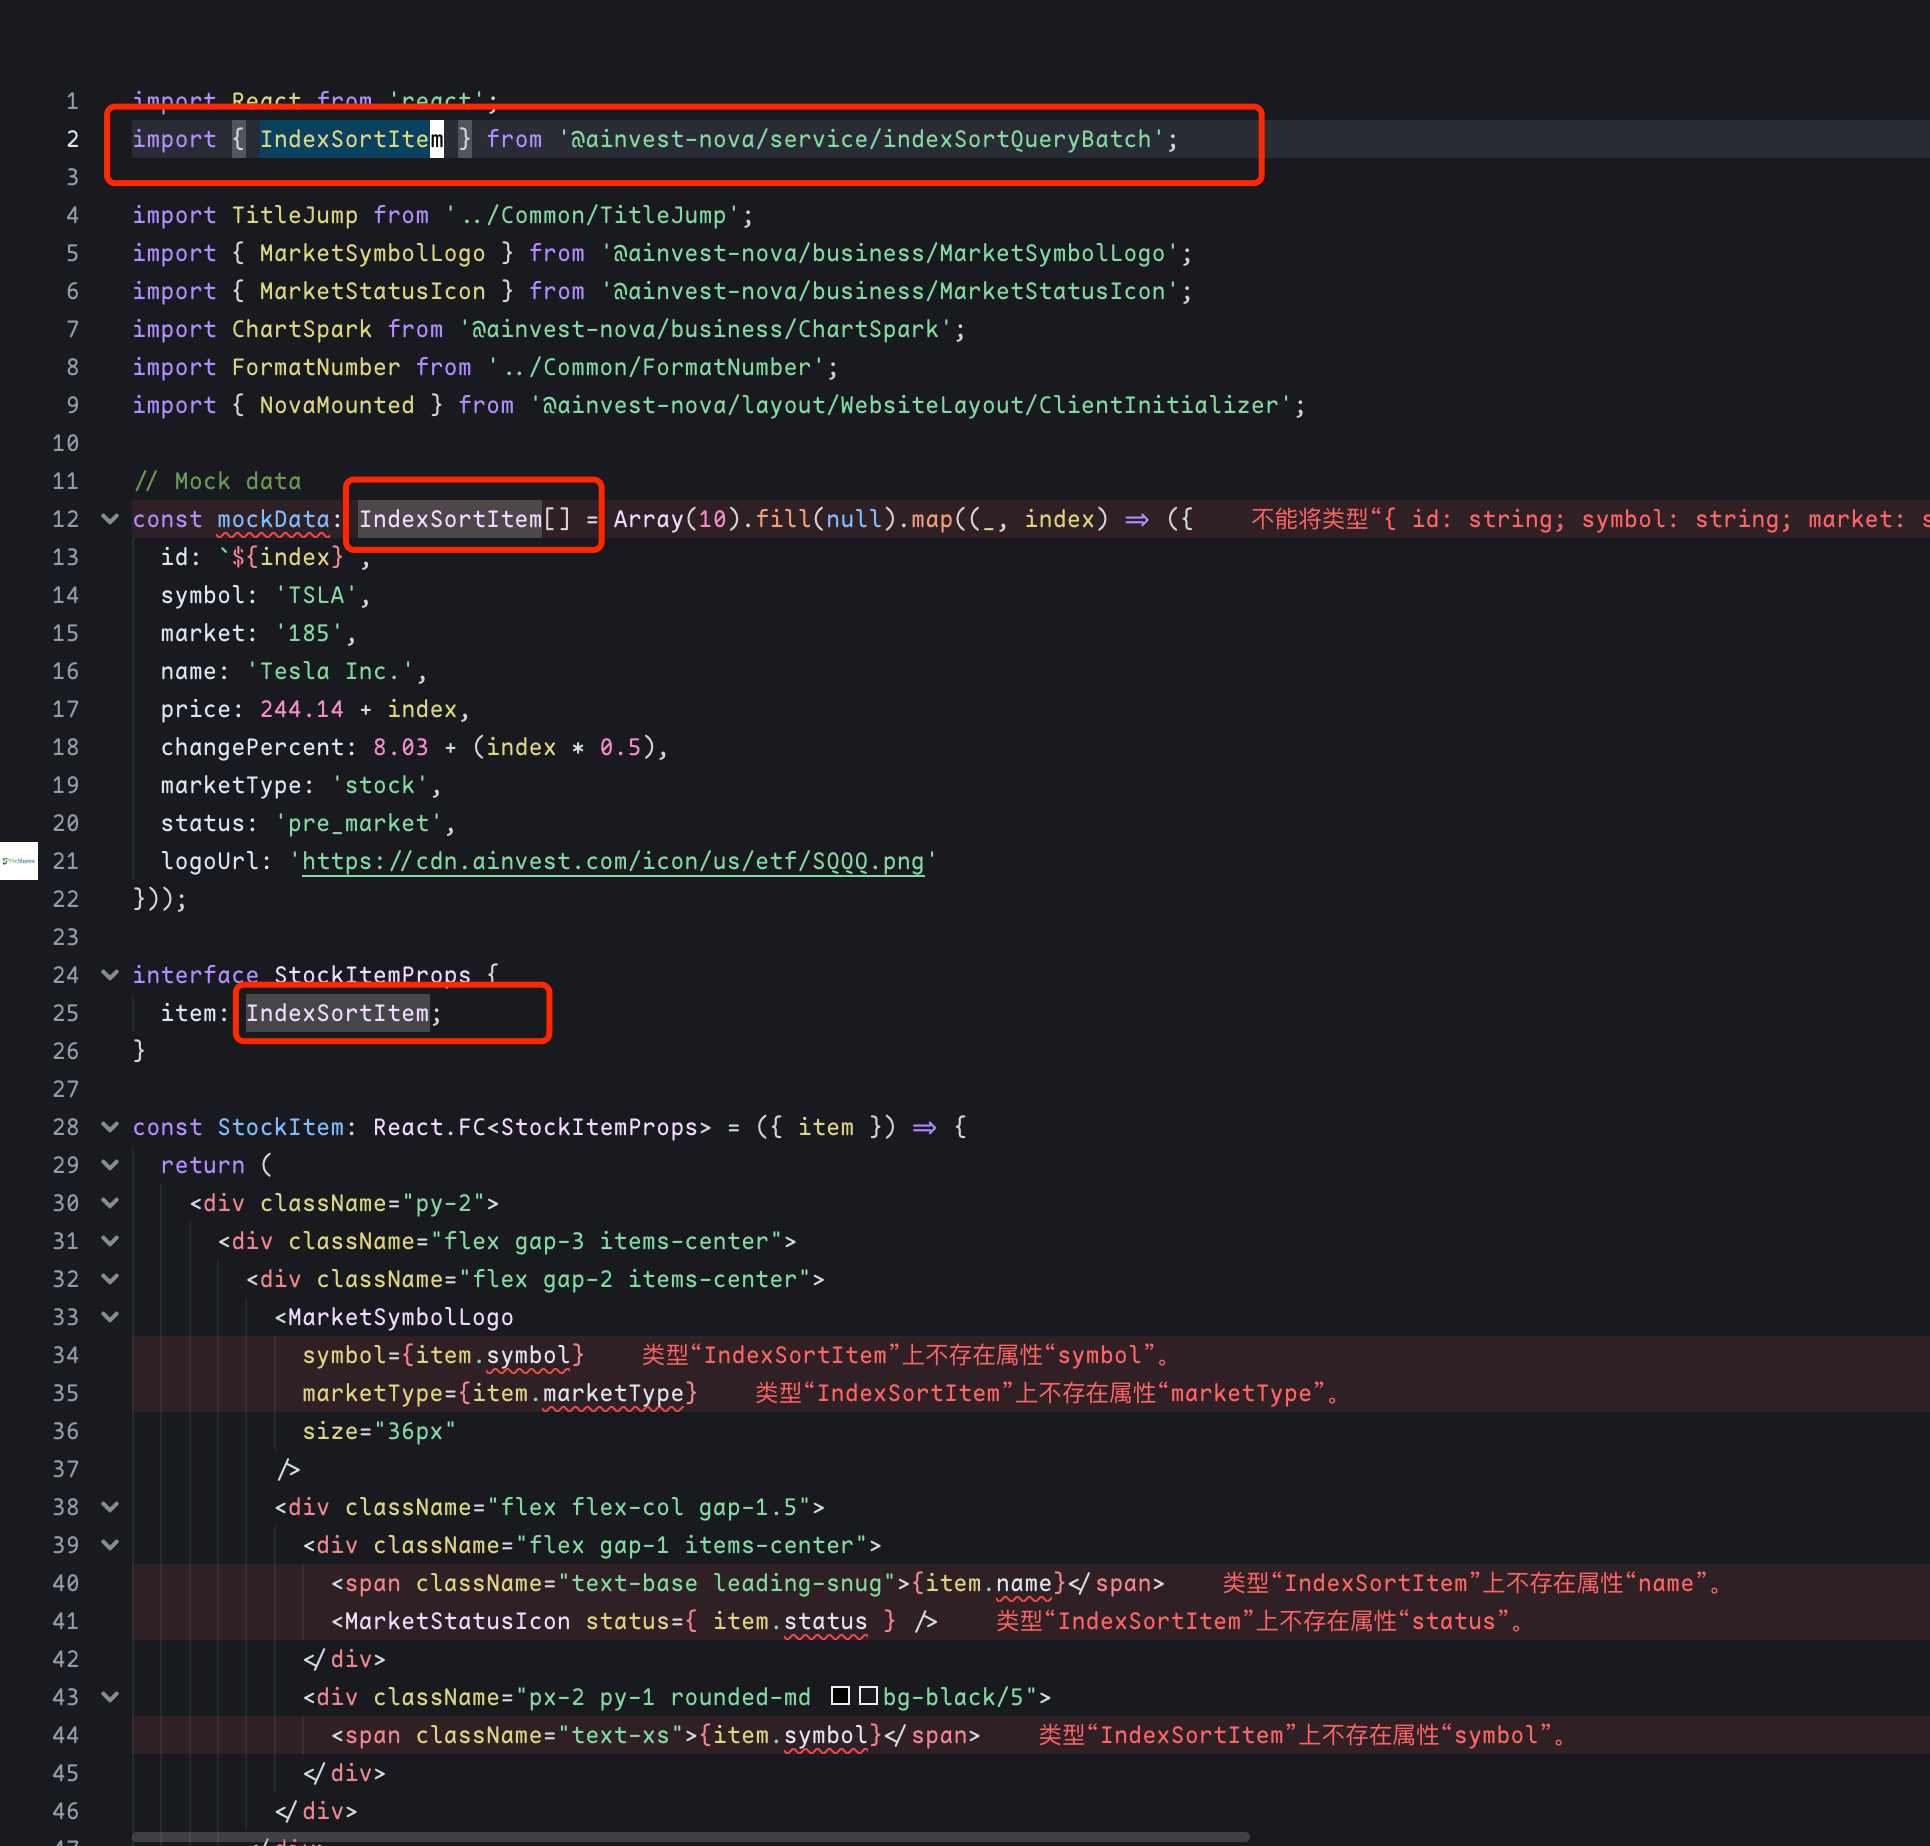 1 import React from 'react';
2 import { IndexSortItem } from '@ainvest-nova/service/indexSortQueryBatch';
3
4 import TitleJump from '../Common/TitleJump';
5 import { MarketSymbolLogo } from '@ainvest-nova/business/MarketSymbolLogo';
6 import { MarketStatusIcon } from '@ainvest-nova/business/MarketStatusIcon';
7 import ChartSpark from '@ainvest-nova/business/ChartSpark';
8 import FormatNumber from '../Common/FormatNumber';
9 import { NovaMounted } from '@ainvest-nova/layout/WebsiteLayout/ClientInitializer';
10
11 // Mock data
12 const mockData: IndexSortItem[] = Array(10).fill(null).map((_, index) => ({ 不能将类型“{ id: string; symbol: string; market: s
13 id: `${index}`,
14 symbol: 'TSLA',
15 market: '185',
16 name: 'Tesla Inc.',
17 price: 244.14 + index,
18 changePercent: 8.03 + (index * 0.5),
19 marketType: 'stock',
20 status: 'pre_market',
21 logoUrl: 'https://cdn.ainvest.com/icon/us/etf/SQQQ.png'
22 }));
23
24 interface StockItemProps {
25 item: IndexSortItem;
26 }
27
28 const StockItem: React.FC<StockItemProps> = ({ item }) => {
29 return (
30 <div className="py-2">
31 <div className="flex gap-3 items-center">
32 <div className="flex gap-2 items-center">
33 <MarketSymbolLogo
34 symbol={item.symbol} 类型“IndexSortItem”上不存在属性“symbol”。
35 marketType={item.marketType} 类型“IndexSortItem”上不存在属性“marketType”。
36 size="36px"
37 />
38 <div className="flex flex-col gap-1.5">
39 <div className="flex gap-1 items-center">
40 <span className="text-base leading-snug">{item.name}</span> 类型“IndexSortItem”上不存在属性“name”。
41 <MarketStatusIcon status={ item.status } /> 类型“IndexSortItem”上不存在属性“status”。
42 </div>
43 <div className="px-2 py-1 rounded-md bg-black/5">
44 <span className="text-xs">{item.symbol}</span> 类型“IndexSortItem”上不存在属性“symbol”。
45 </div>
46 </div>
47 </div>